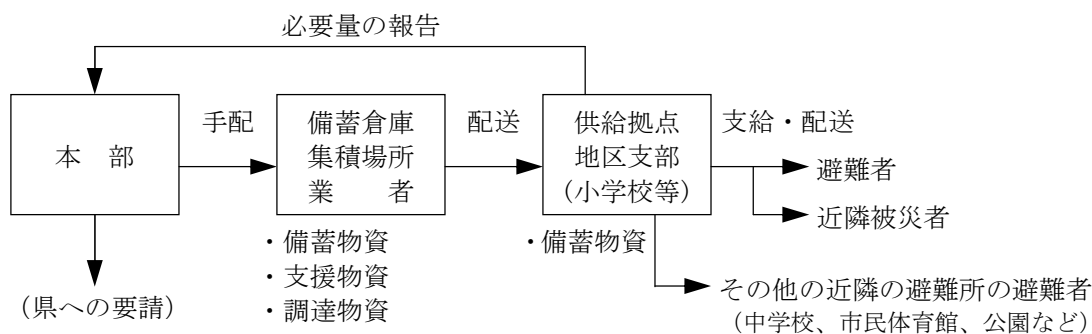 必要量の報告
本　部
手配
備蓄倉庫
集積場所
業　　者
配送
供給拠点
地区支部
（小学校等）
支給・配送
避難者
近隣被災者
・備蓄物資
・支援物資
・調達物資
・備蓄物資
（県への要請）
その他の近隣の避難所の避難者
（中学校、市民体育館、公園など）